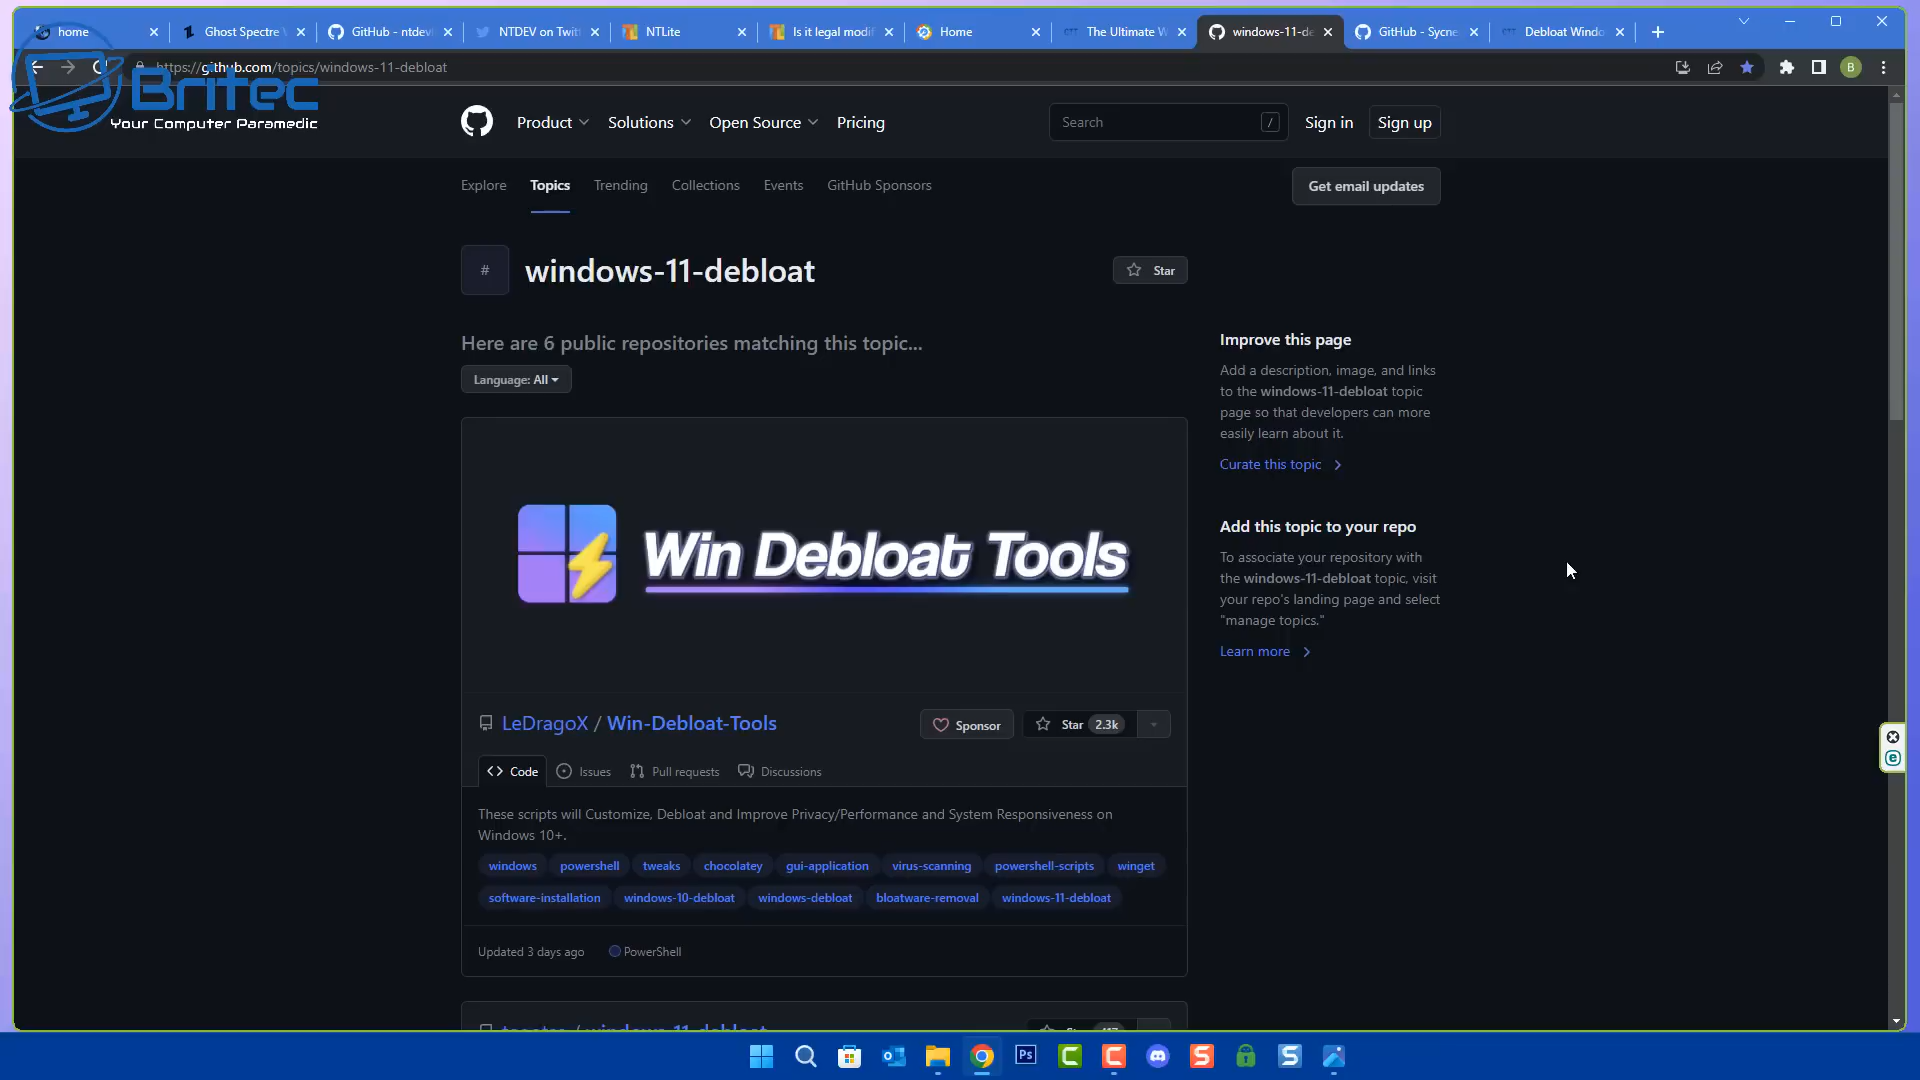 home
Ghost Spectre
GitHub - ntdev
NTDEV on Twit
NTLite
Is it legal modif
Home
The Ultimate W
windows-11-de
GitHub - Sycne
Debloat Windo
https://github.com/topics/windows-11-debloat
B
Britec
Your Computer Paramedic
Product
Solutions
Open Source
Pricing
Search
/
Sign in
Sign up
Explore
Topics
Trending
Collections
Events
GitHub Sponsors
Get email updates
#
windows-11-debloat
Star
Here are 6 public repositories matching this topic...
Language: All
Improve this page
Add a description, image, and links
to the windows-11-debloat topic
page so that developers can more
easily learn about it.
Curate this topic
Win Debloat Tools
Add this topic to your repo
To associate your repository with
the windows-11-debloat topic, visit
your repo's landing page and select
"manage topics."
Learn more
LeDragoX / Win-Debloat-Tools
Sponsor
Star 2.3k
Code
Issues
Pull requests
Discussions
These scripts will Customize, Debloat and Improve Privacy/Performance and System Responsiveness on
Windows 10+.
windows
powershell
tweaks
chocolatey
gui-application
virus-scanning
powershell-scripts
winget
software-installation
windows-10-debloat
windows-debloat
bloatware-removal
windows-11-debloat
Updated 3 days ago
PowerShell
/ windows-11-debloat
Ps
C
C
S
S